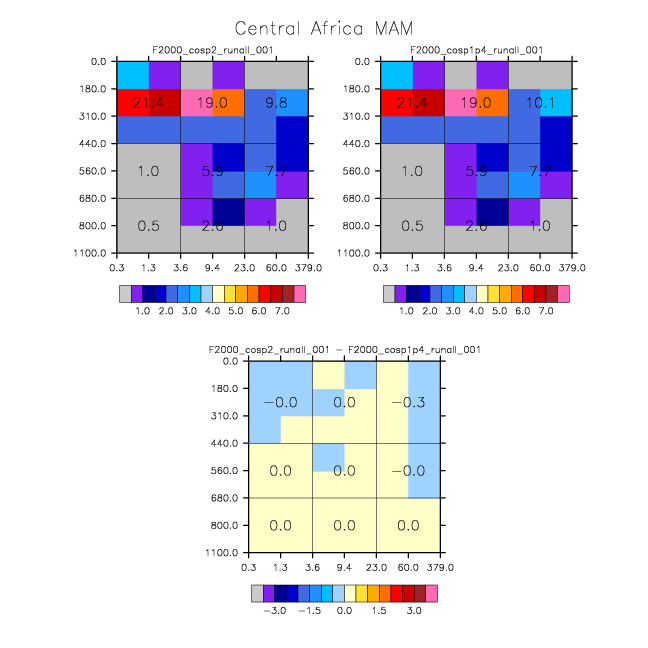 Central Africa MAM
F2000_cosp2_runall_001
F2000_cosp1p4_runall_001
0.0
180.0
310.0
440.0
560.0
680.0
800.0
1100.0
21.4 19.0 9.8
1.0 5.9 7.7
0.5 2.6 1.0
0.3 1.3 3.6 9.4 23.0 60.0 379.0
1.0 2.0 3.0 4.0 5.0 6.0 7.0
0.0
180.0
310.0
440.0
560.0
680.0
800.0
1100.0
21.4 19.0 10.1
1.0 5.9 7.7
0.5 2.6 1.0
0.3 1.3 3.6 9.4 23.0 60.0 379.0
1.0 2.0 3.0 4.0 5.0 6.0 7.0
F2000_cosp2_runall_001 − F2000_cosp1p4_runall_001
0.0
180.0
310.0
440.0
560.0
680.0
800.0
1100.0
−0.0 0.0 −0.3
0.0 0.0 −0.0
0.0 0.0 0.0
0.3 1.3 3.6 9.4 23.0 60.0 379.0
−3.0 −1.5 0.0 1.5 3.0